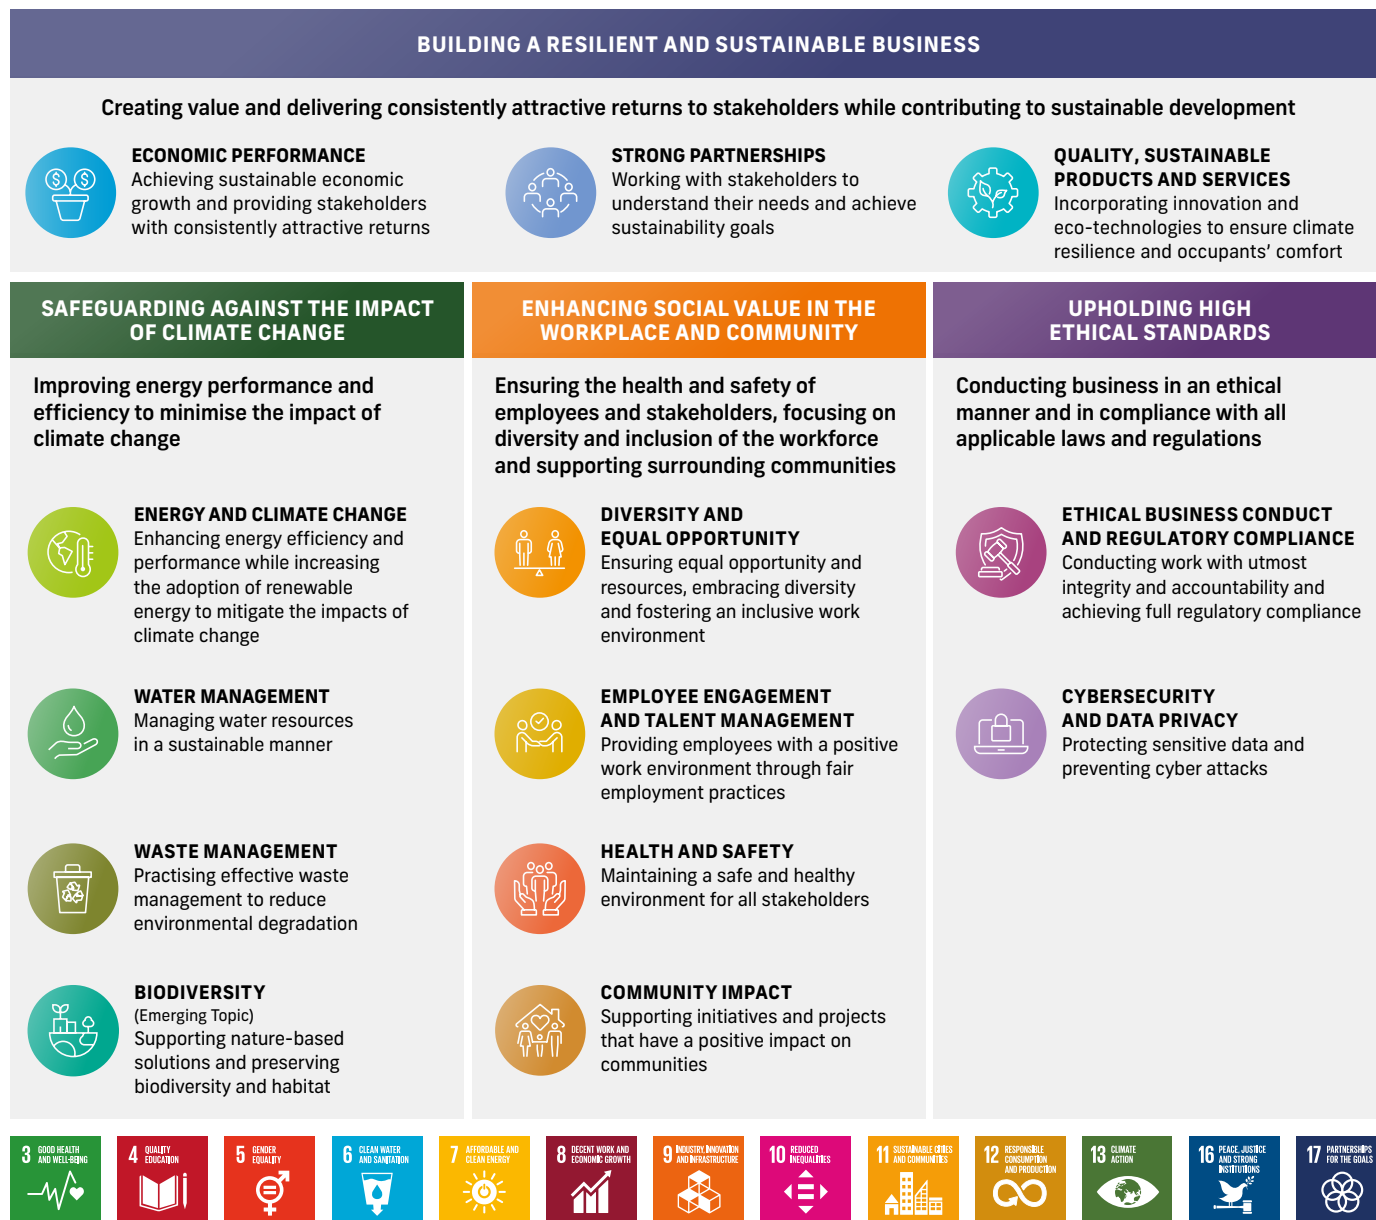 BUILDING A RESILIENT AND SUSTAINABLE BUSINESS
Creating value and delivering consistently attractive returns to stakeholders while contributing to sustainable development
ECONOMIC PERFORMANCE
Achieving sustainable economic
growth and providing stakeholders
with consistently attractive returns
STRONG PARTNERSHIPS
Working with stakeholders to
understand their needs and achieve
sustainability goals
QUALITY, SUSTAINABLE
PRODUCTS AND SERVICES
Incorporating innovation and
eco-technologies to ensure climate
resilience and occupants’ comfort
SAFEGUARDING AGAINST THE IMPACT
OF CLIMATE CHANGE
Improving energy performance and
efficiency to minimise the impact of
climate change
ENERGY AND CLIMATE CHANGE
Enhancing energy efficiency and
performance while increasing
the adoption of renewable
energy to mitigate the impacts of
climate change
WATER MANAGEMENT
Managing water resources
in a sustainable manner
WASTE MANAGEMENT
Practising effective waste
management to reduce
environmental degradation
BIODIVERSITY
(Emerging Topic)
Supporting nature-based
solutions and preserving
biodiversity and habitat
ENHANCING SOCIAL VALUE IN THE
WORKPLACE AND COMMUNITY
Ensuring the health and safety of
employees and stakeholders, focusing on
diversity and inclusion of the workforce
and supporting surrounding communities
DIVERSITY AND
EQUAL OPPORTUNITY
Ensuring equal opportunity and
resources, embracing diversity
and fostering an inclusive work
environment
EMPLOYEE ENGAGEMENT
AND TALENT MANAGEMENT
Providing employees with a positive
work environment through fair
employment practices
HEALTH AND SAFETY
Maintaining a safe and healthy
environment for all stakeholders
COMMUNITY IMPACT
Supporting initiatives and projects
that have a positive impact on
communities
UPHOLDING HIGH
ETHICAL STANDARDS
Conducting business in an ethical
manner and in compliance with all
applicable laws and regulations
ETHICAL BUSINESS CONDUCT
AND REGULATORY COMPLIANCE
Conducting work with utmost
integrity and accountability and
achieving full regulatory compliance
CYBERSECURITY
AND DATA PRIVACY
Protecting sensitive data and
preventing cyber attacks
3 GOOD HEALTH
AND WELL-BEING
4 QUALITY
EDUCATION
5 GENDER
EQUALITY
6 CLEAN WATER
AND SANITATION
7 AFFORDABLE AND
CLEAN ENERGY
8 DECENT WORK AND
ECONOMIC GROWTH
9 INDUSTRY, INNOVATION
AND INFRASTRUCTURE
10 REDUCED
INEQUALITIES
11 SUSTAINABLE CITIES
AND COMMUNITIES
12 RESPONSIBLE
CONSUMPTION
AND PRODUCTION
13 CLIMATE
ACTION
16 PEACE, JUSTICE
AND STRONG
INSTITUTIONS
17 PARTNERSHIPS
FOR THE GOALS